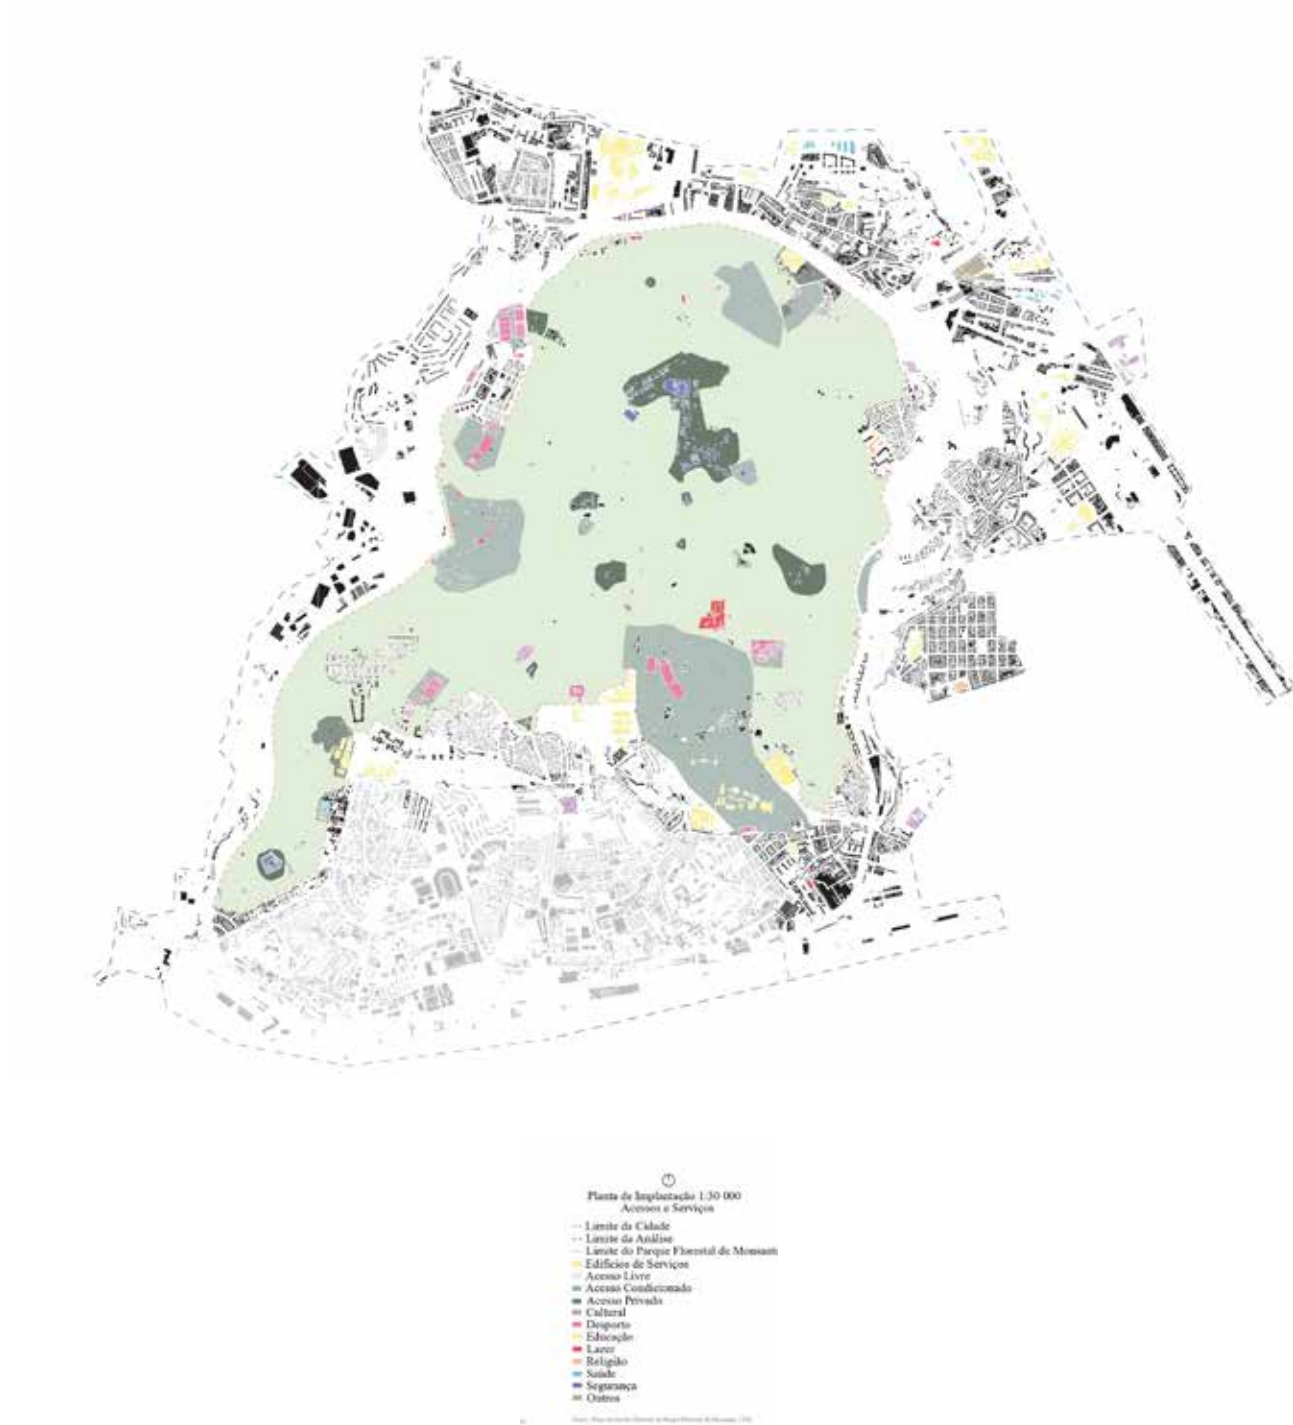 Planta de Implantação 1:30 000
Acessos e Serviços
Limite da Cidade
Limite da Análise
Limite do Parque Florestal de Monsanto
Edifícios de Serviços
Acesso Livre
Acesso Condicionado
Acesso Privado
Cultural
Desporto
Educação
Lazer
Religião
Saúde
Segurança
Outros